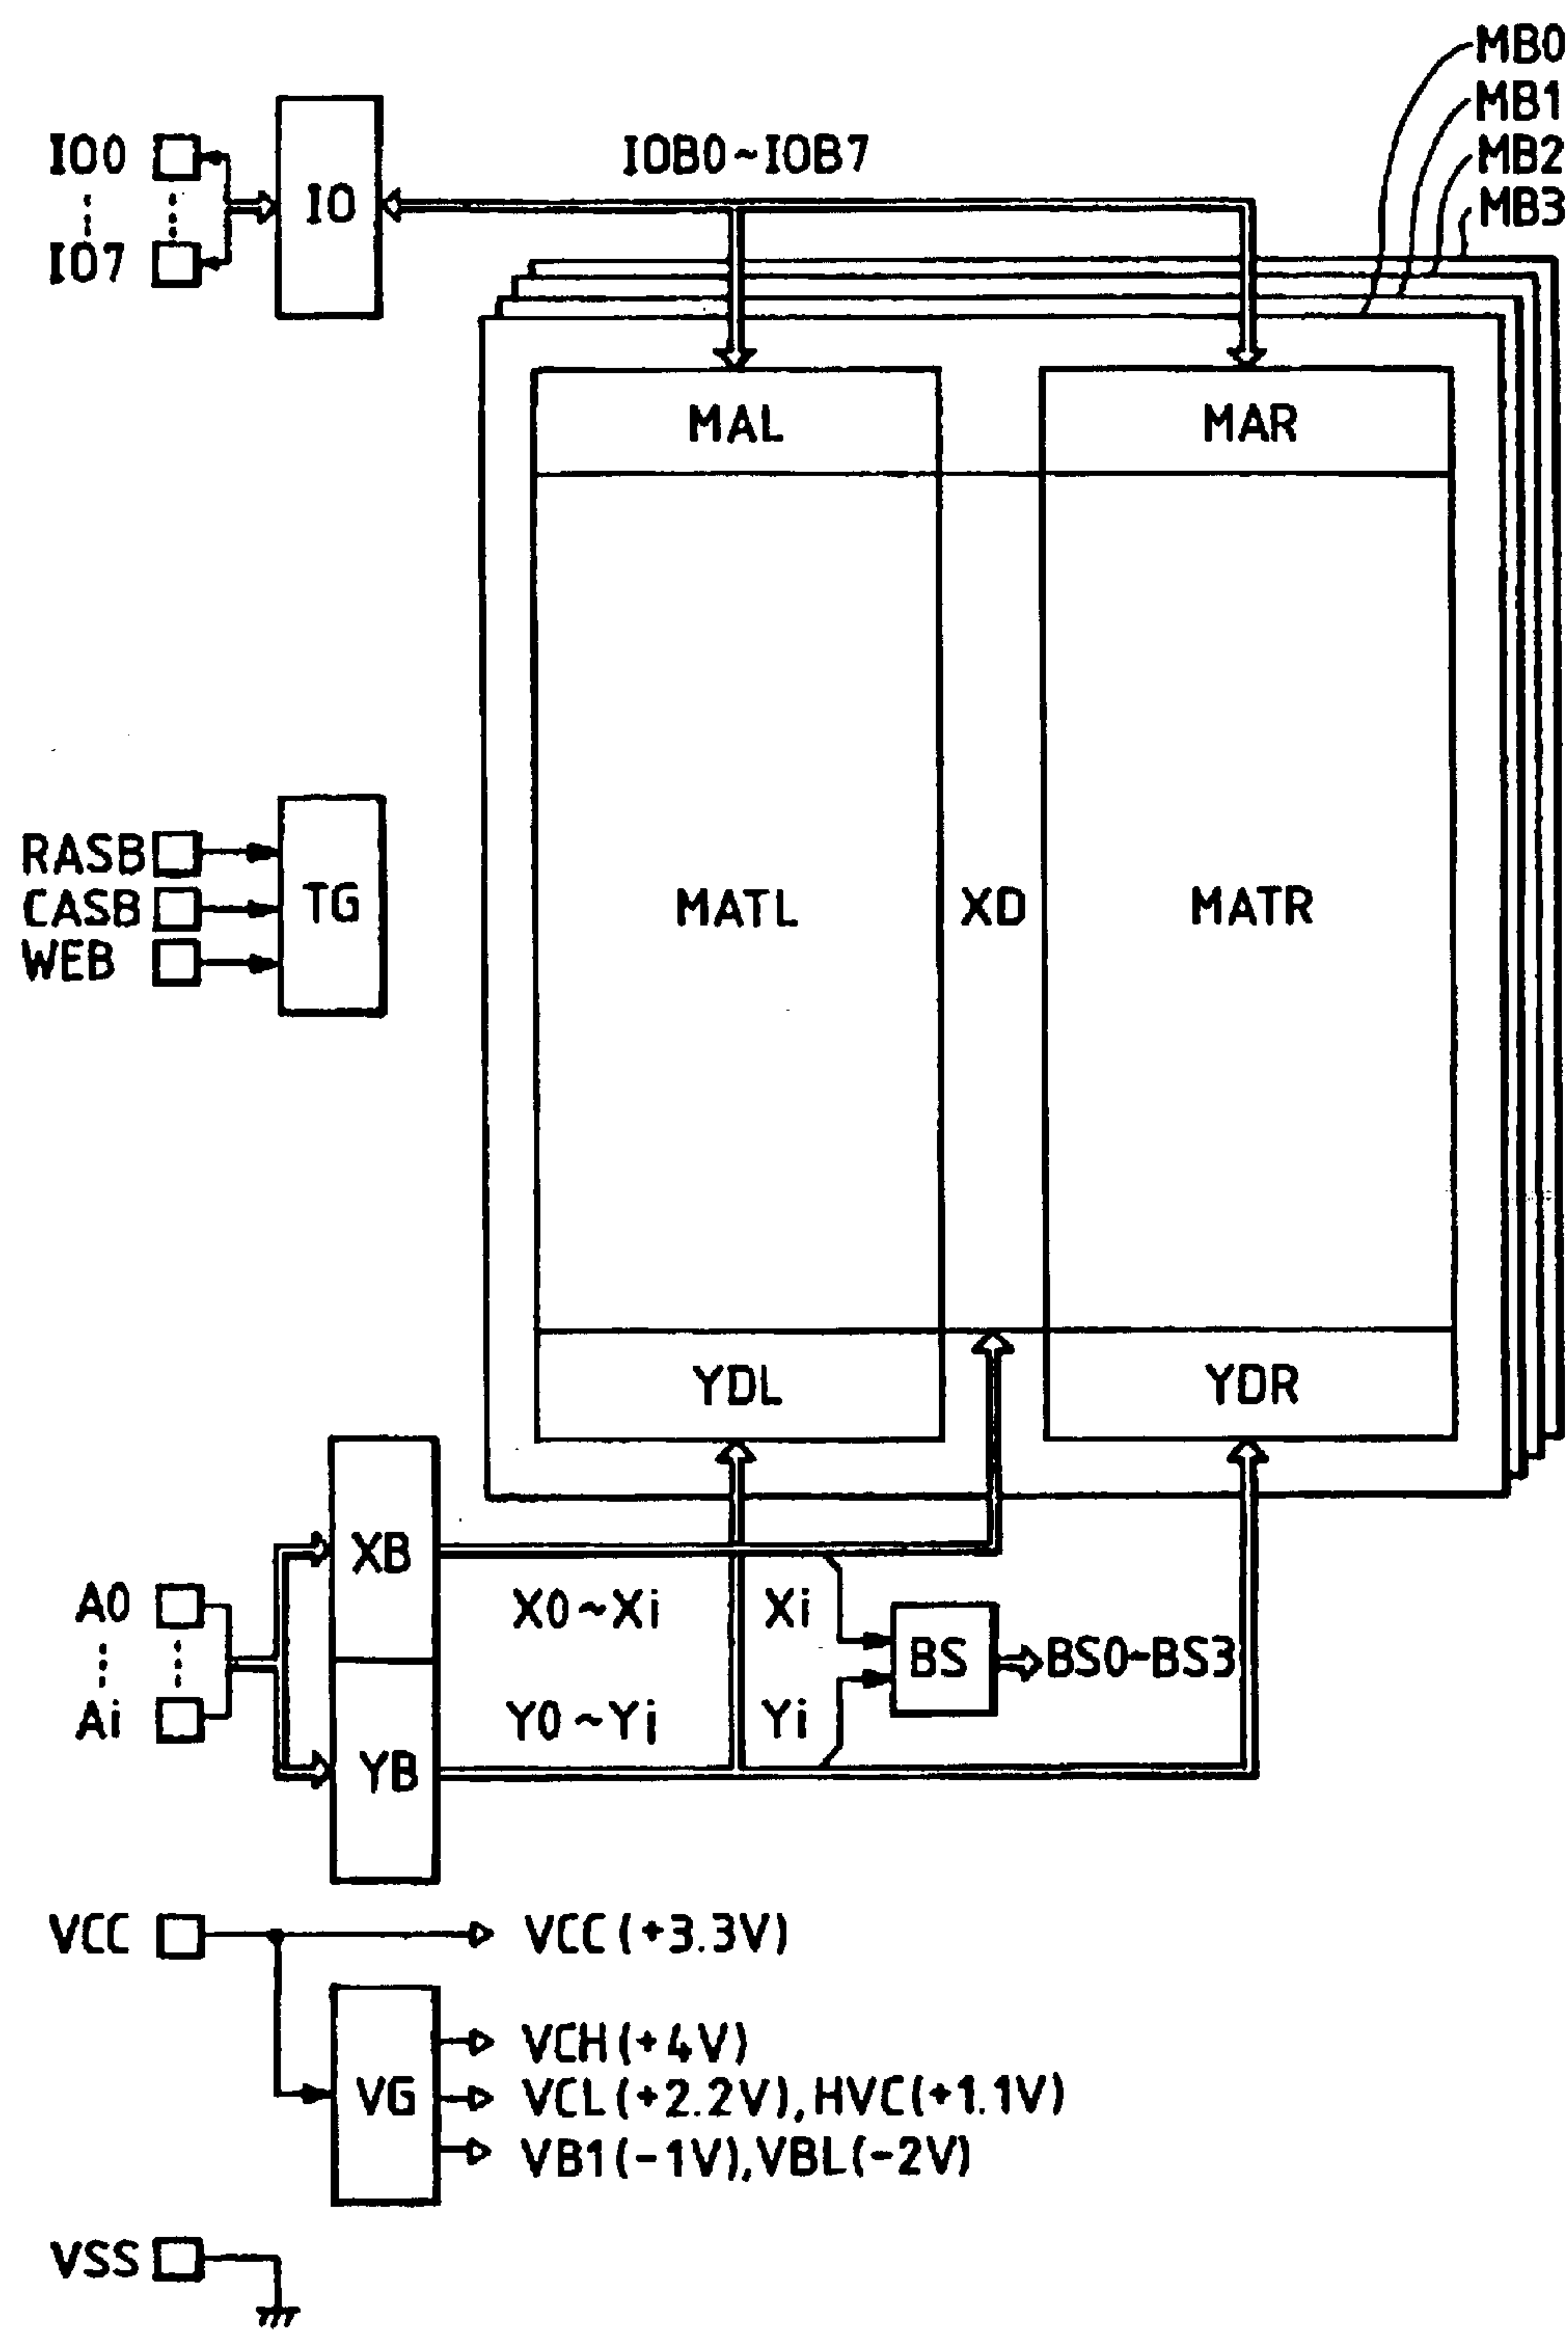 MB0
MB1
MB2
MB3
IO0
IO7
IO
IOB0~IOB7
MAL
MAR
RASB
CASB
WEB
TG
MATL
XD
MATR
YDL
YDR
A0
Ai
XB
YB
X0~Xi
Y0~Yi
Xi
Yi
BS
BS0~BS3
VCC
VCC(+3.3V)
VG
VCH(+4V)
VCL(+2.2V),HVC(+1.1V)
VB1(-1V),VBL(-2V)
VSS